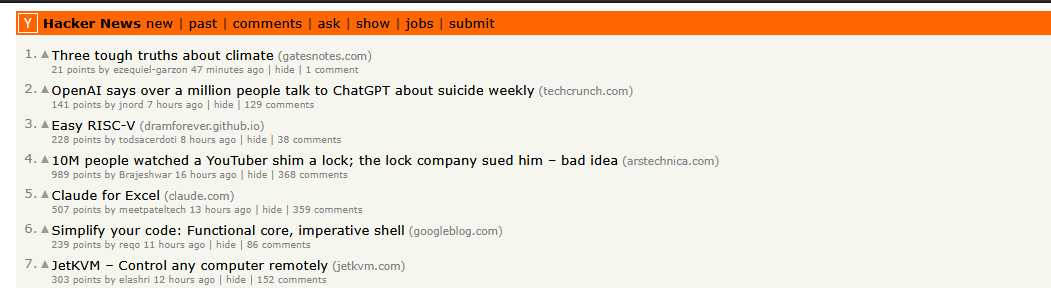 Y Hacker News new | past | comments | ask | show | jobs | submit
1. ▲ Three tough truths about climate (gatesnotes.com)
21 points by ezequiel-garzon 47 minutes ago | hide | 1 comment
2. ▲ OpenAI says over a million people talk to ChatGPT about suicide weekly (techcrunch.com)
141 points by jnord 7 hours ago | hide | 129 comments
3. ▲ Easy RISC-V (dramforever.github.io)
228 points by todsacerdoti 8 hours ago | hide | 38 comments
4. ▲ 10M people watched a YouTuber shim a lock; the lock company sued him – bad idea (arstechnica.com)
989 points by Brajeshwar 16 hours ago | hide | 368 comments
5. ▲ Claude for Excel (claude.com)
507 points by meetpateltech 13 hours ago | hide | 359 comments
6. ▲ Simplify your code: Functional core, imperative shell (googleblog.com)
239 points by reqo 11 hours ago | hide | 86 comments
7. ▲ JetKVM – Control any computer remotely (jetkvm.com)
303 points by elashri 12 hours ago | hide | 152 comments